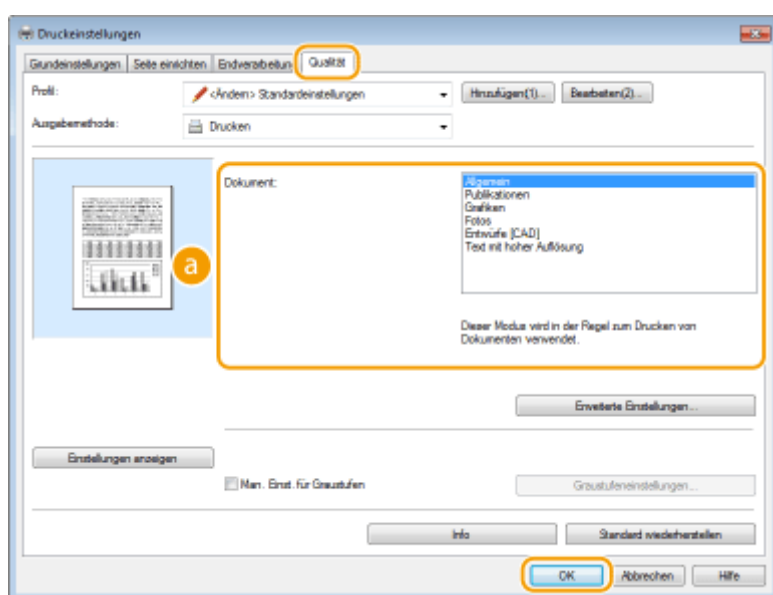 Druckeinstellungen
Grundeinstellungen Seite einrichten Endverarbeitung Qualität
Profil: <Ändern> Standardeinstellungen Hinzufügen(1)... Bearbeiten(2)...
Ausgabemethode: Drucken
Dokument: Allgemein
Publikationen
Grafiken
Fotos
Entwürfe [CAD]
Text mit hoher Auflösung
a
Dieser Modus wird in der Regel zum Drucken von
Dokumenten verwendet.
Erweiterte Einstellungen...
Einstellungen anzeigen
Man. Einst. für Graustufen Graustufeneinstellungen...
Info Standard wiederherstellen
OK Abbrechen Hilfe